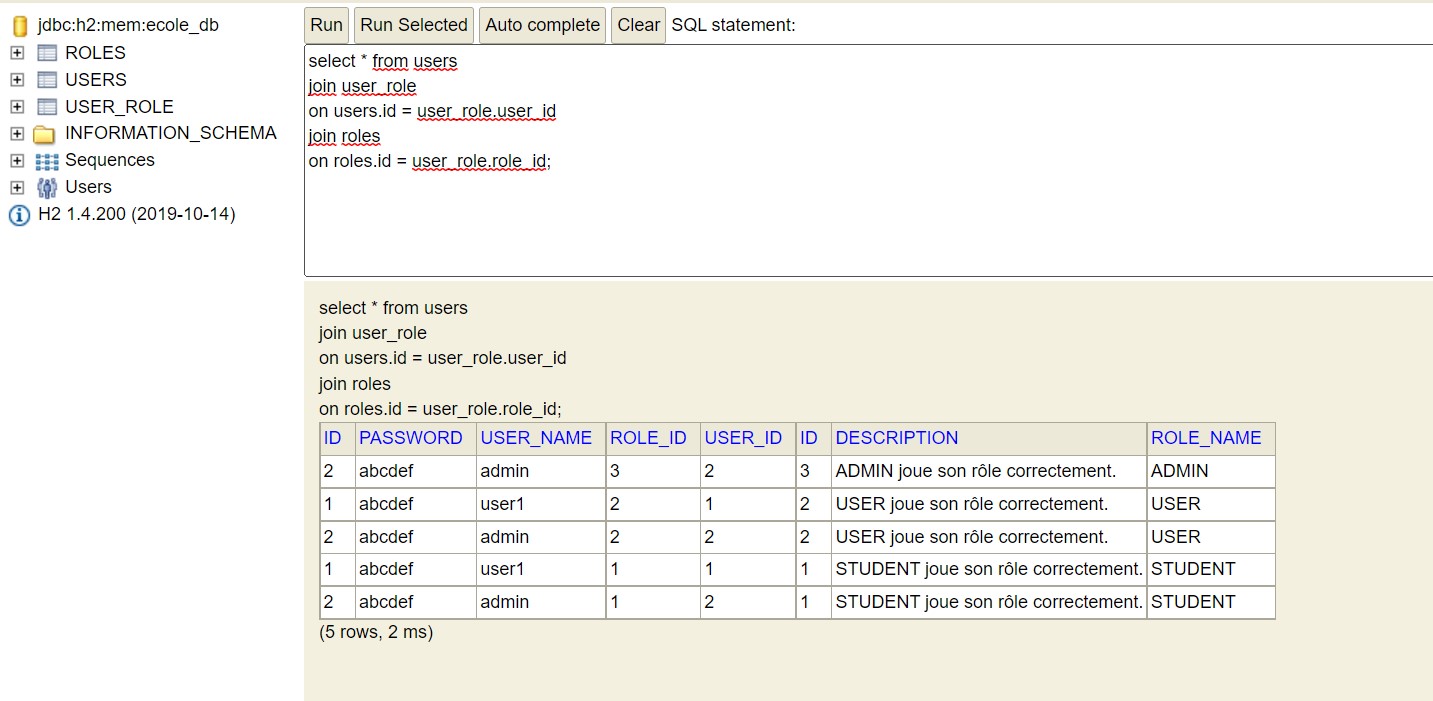 jdbc:h2:mem:ecole_db
ROLES
USERS
USER_ROLE
INFORMATION_SCHEMA
Sequences
Users
H2 1.4.200 (2019-10-14)
Run Run Selected Auto complete Clear SQL statement:
select * from users
join user_role
on users.id = user_role.user_id
join roles
on roles.id = user_role.role_id;
select * from users
join user_role
on users.id = user_role.user_id
join roles
on roles.id = user_role.role_id;
ID PASSWORD USER_NAME ROLE_ID USER_ID ID DESCRIPTION ROLE_NAME
2 abcdef admin 3 2 3 ADMIN joue son rôle correctement. ADMIN
1 abcdef user1 2 1 2 USER joue son rôle correctement. USER
2 abcdef admin 2 2 2 USER joue son rôle correctement. USER
1 abcdef user1 1 1 1 STUDENT joue son rôle correctement. STUDENT
2 abcdef admin 1 2 1 STUDENT joue son rôle correctement. STUDENT
(5 rows, 2 ms)